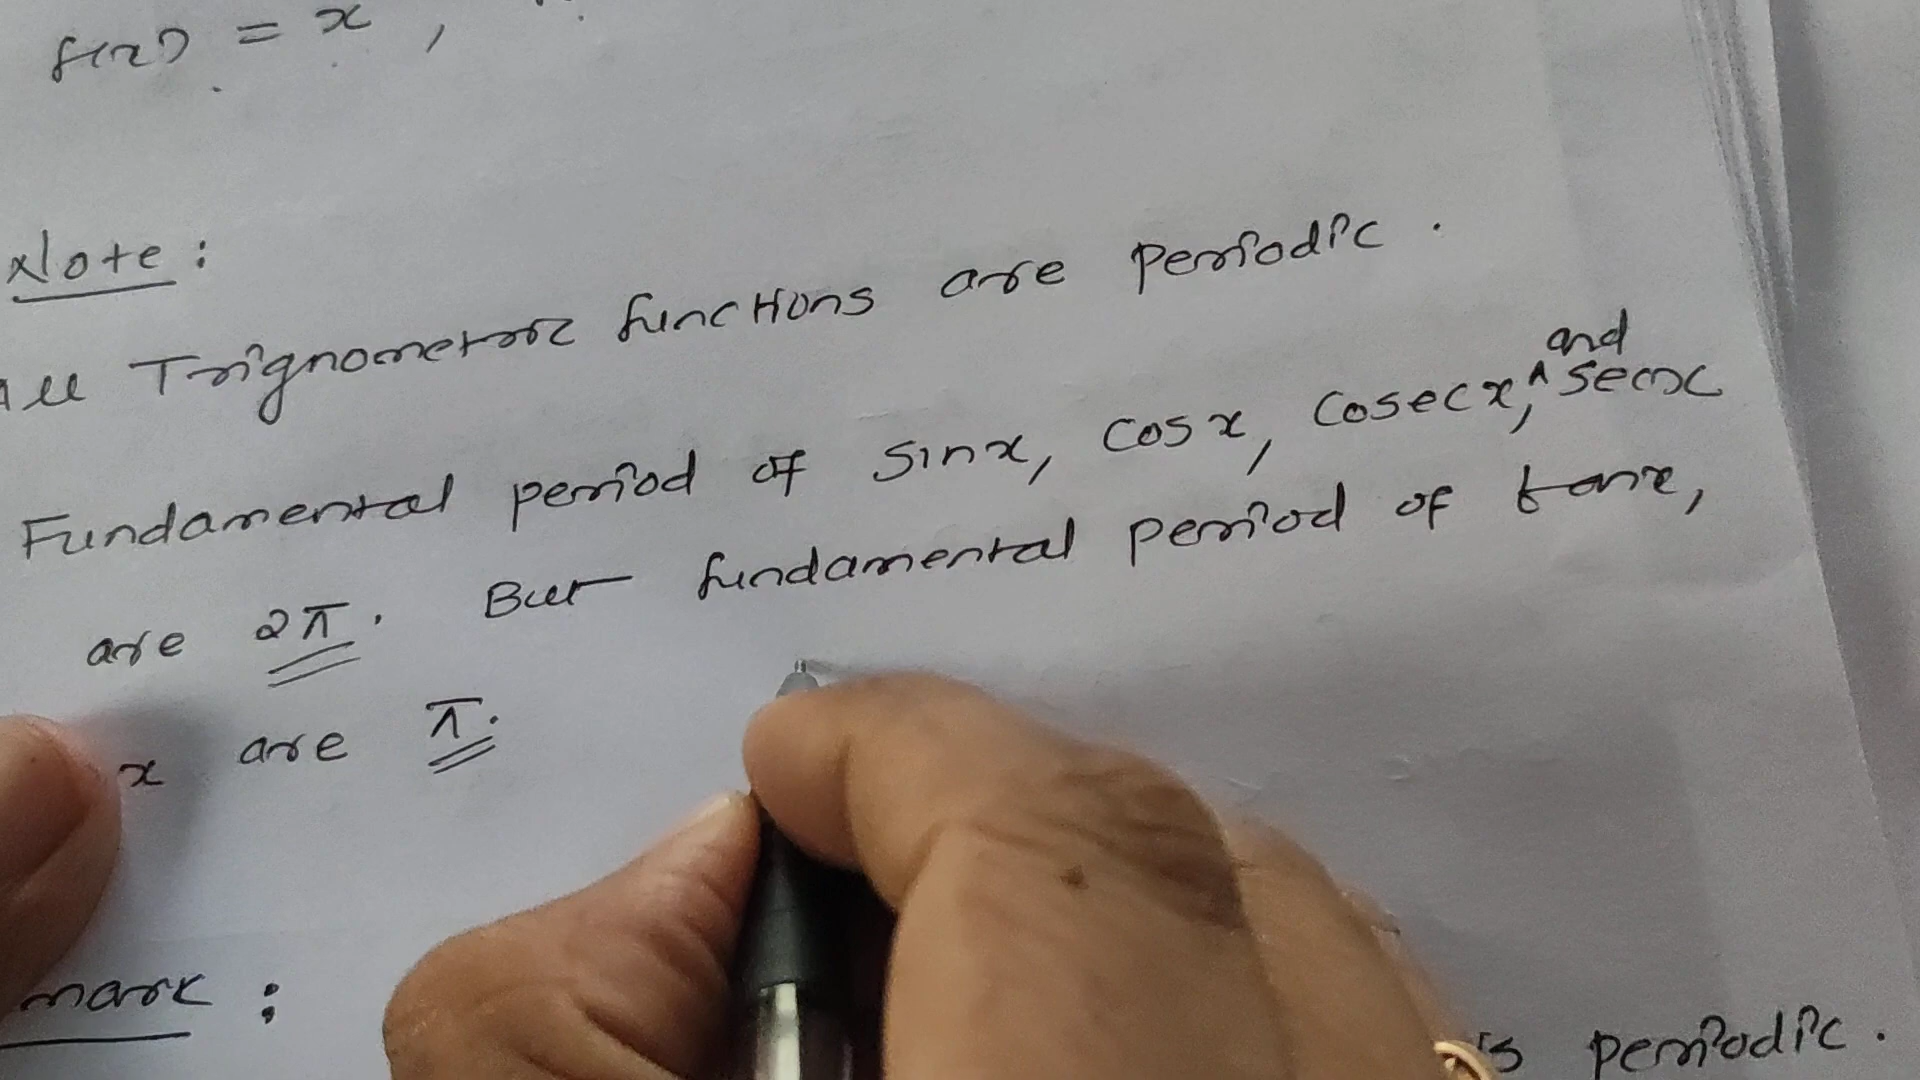 f(x) = x ,
Note :
All Trignometric functions are periodic .
Fundamental period of sinx, cosx, cosecx, and secx
are 2π. But fundamental period of tanx,
x are π.
mark :
is periodic .